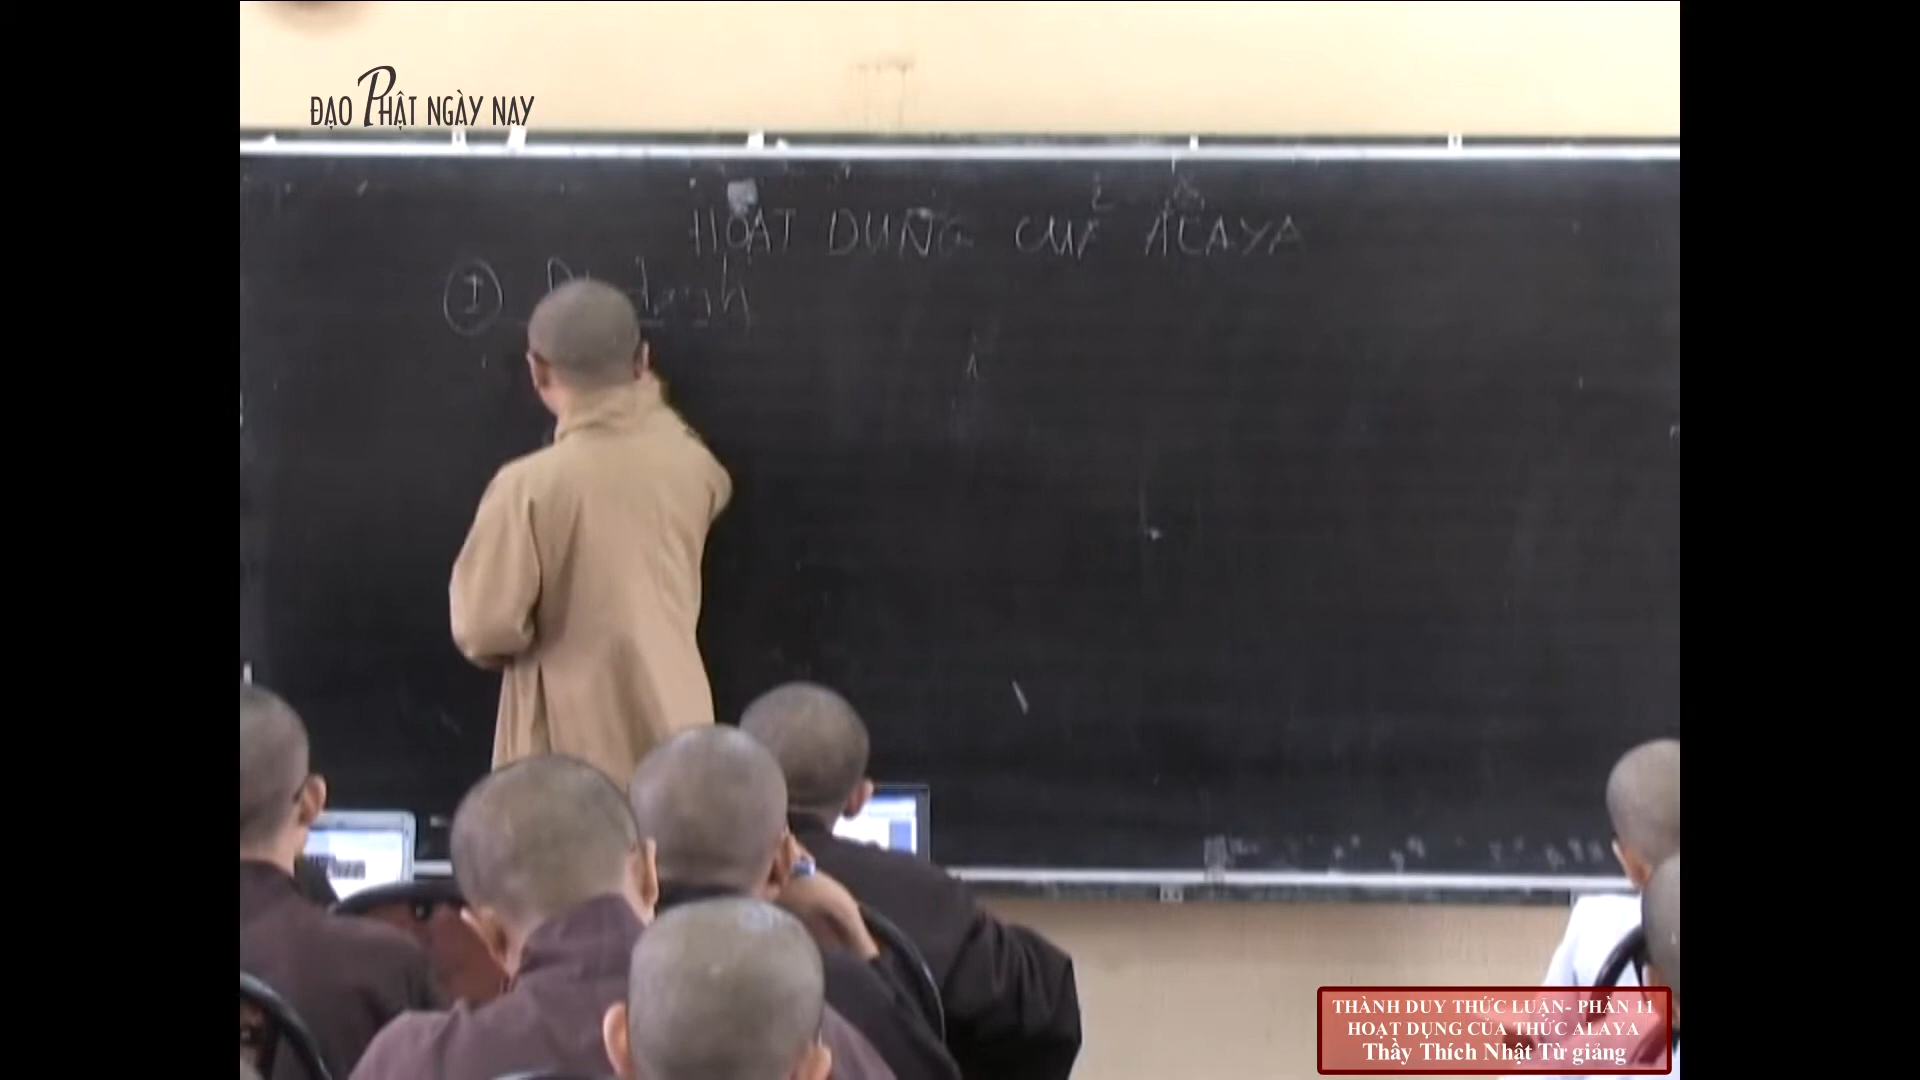 ĐẠO PHẬT NGÀY NAY
HOẠT DỤNG CỦA ALAYA
I danh
THÀNH DUY THỨC LUẬN- PHẦN 11
HOẠT DỤNG CỦA THỨC ALAYA
Thầy Thích Nhật Từ giảng